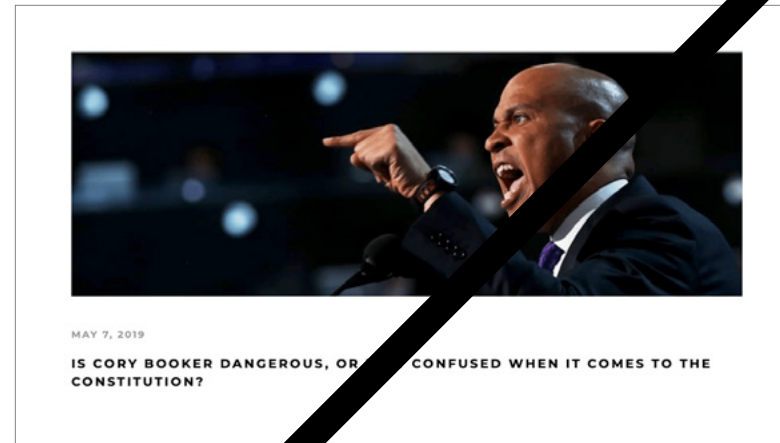 MAY 7, 2019
IS CORY BOOKER DANGEROUS, OR CONFUSED WHEN IT COMES TO THE
CONSTITUTION?